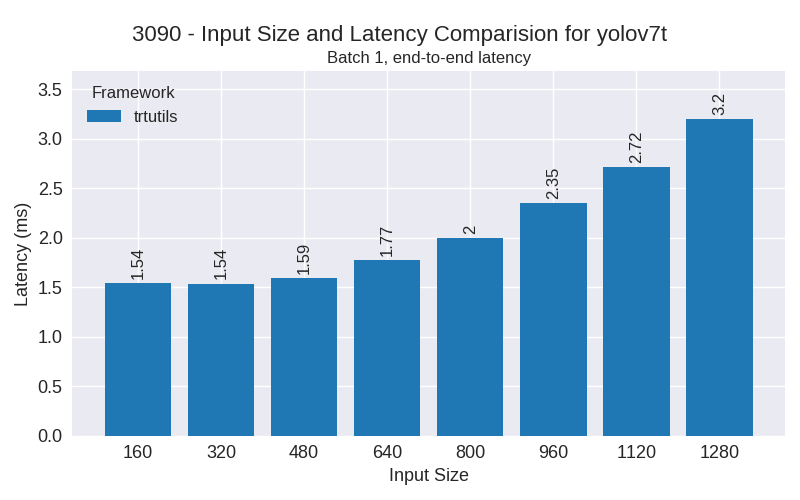 3090 - Input Size and Latency Comparision for yolov7t
Batch 1, end-to-end latency
Framework
trtutils
Latency (ms)
3.5
3.0
2.5
2.0
1.5
1.0
0.5
0.0
1.54
1.54
1.59
1.77
2
2.35
2.72
3.2
160 320 480 640 800 960 1120 1280
Input Size